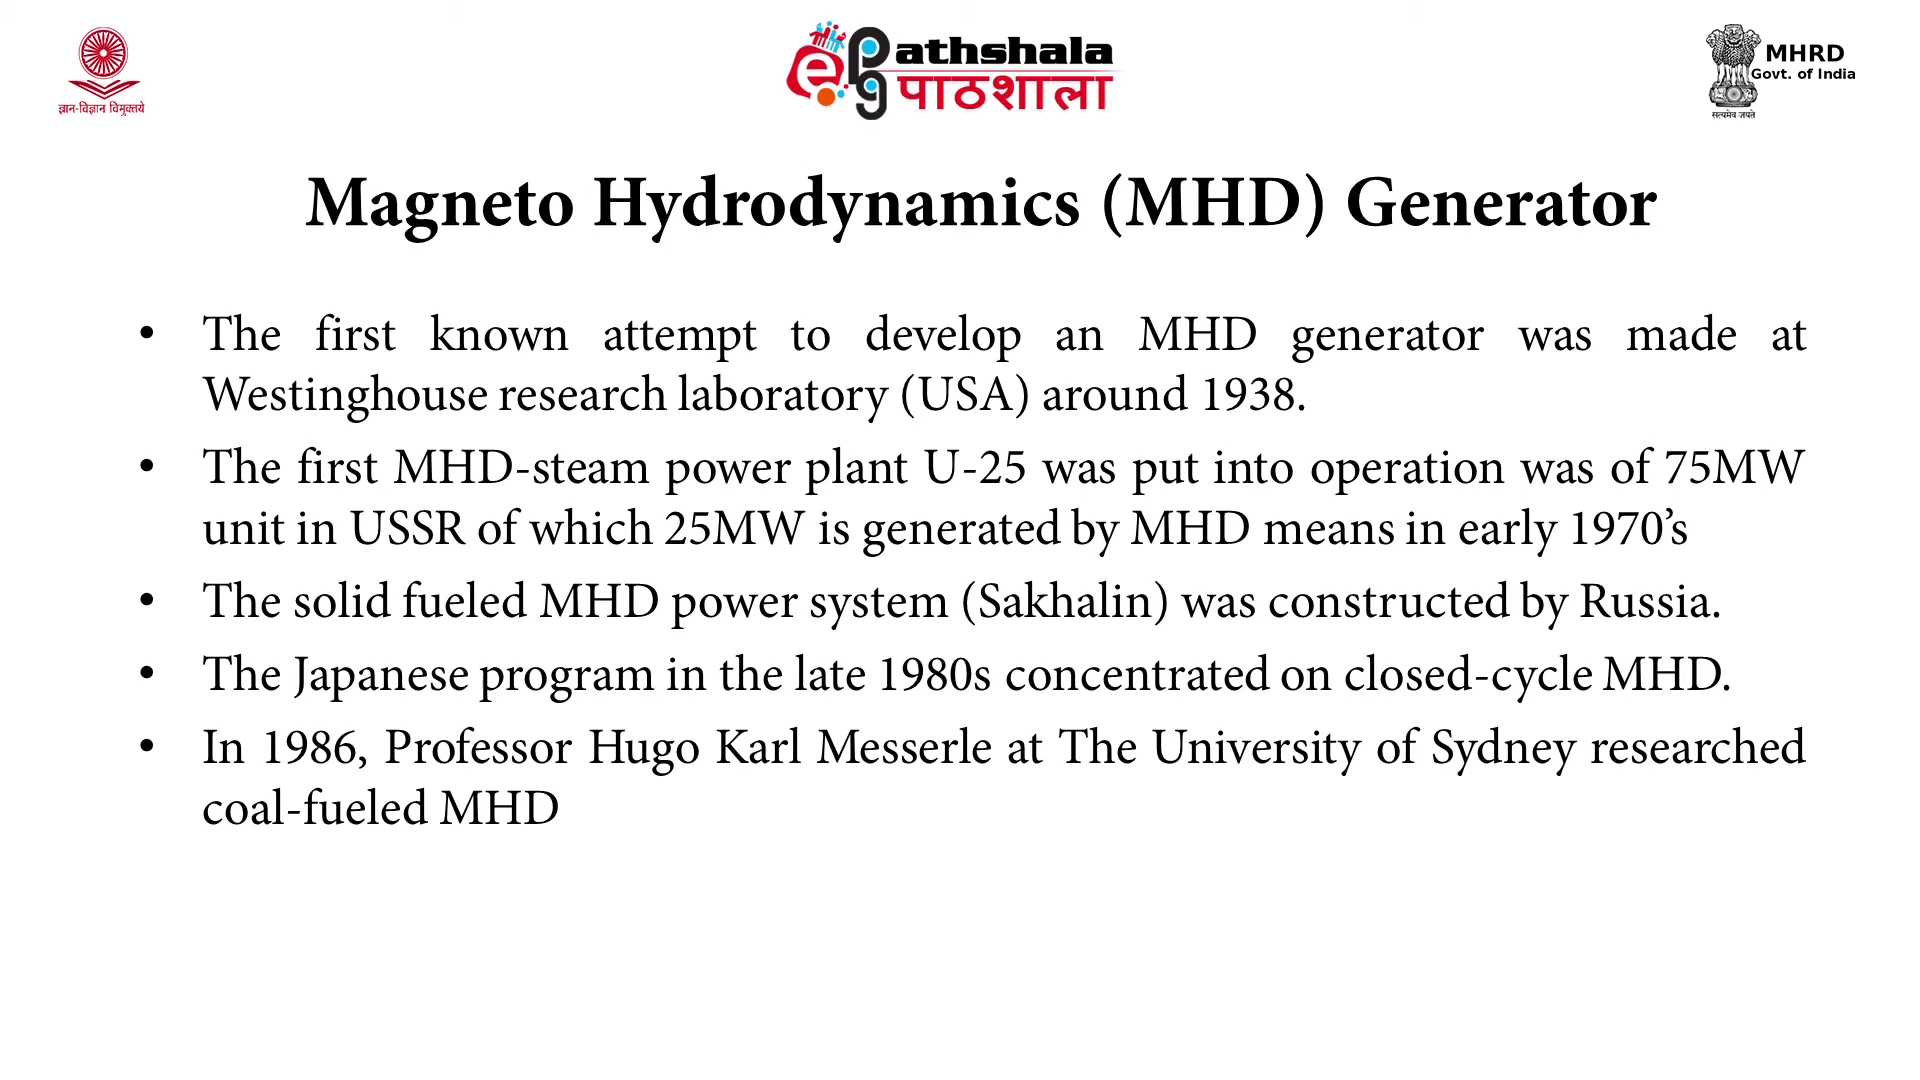 ज्ञान-विज्ञान विमुक्तये
e Pg athshala
पाठशाला
MHRD
Govt. of India
सत्यमेव जयते
Magneto Hydrodynamics (MHD) Generator
• The first known attempt to develop an MHD generator was made at
Westinghouse research laboratory (USA) around 1938.
• The first MHD-steam power plant U-25 was put into operation was of 75MW
unit in USSR of which 25MW is generated by MHD means in early 1970’s
• The solid fueled MHD power system (Sakhalin) was constructed by Russia.
• The Japanese program in the late 1980s concentrated on closed-cycle MHD.
• In 1986, Professor Hugo Karl Messerle at The University of Sydney researched
coal-fueled MHD